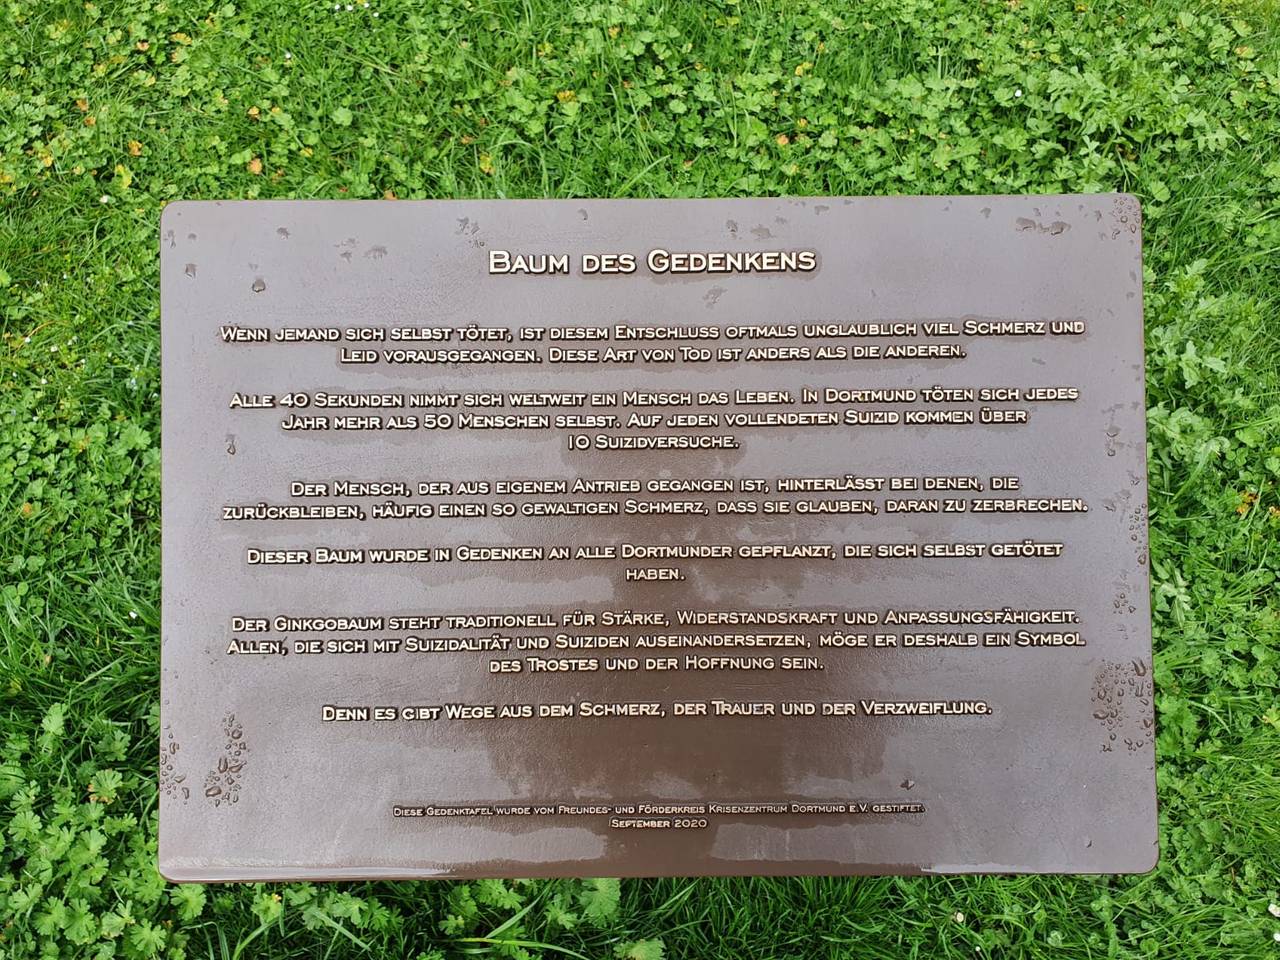 Baum des Gedenkens
Wenn jemand sich selbst tötet, ist diesem Entschluss oftmals unglaublich viel Schmerz und
Leid vorausgegangen. Diese Art von Tod ist anders als die anderen.
Alle 40 Sekunden nimmt sich weltweit ein Mensch das Leben. In Dortmund töten sich jedes
Jahr mehr als 50 Menschen selbst. Auf jeden vollendeten Suizid kommen über
10 Suizidversuche.
Der Mensch, der aus eigenem Antrieb gegangen ist, hinterlässt bei denen, die
zurückbleiben, häufig einen so gewaltigen Schmerz, dass sie glauben, daran zu zerbrechen.
Dieser Baum wurde in Gedenken an alle Dortmunder gepflanzt, die sich selbst getötet
haben.
Der Ginkgobaum steht traditionell für Stärke, Widerstandskraft und Anpassungsfähigkeit.
Allen, die sich mit Suizidalität und Suiziden auseinandersetzen, möge er deshalb ein Symbol
des Trostes und der Hoffnung sein.
Denn es gibt Wege aus dem Schmerz, der Trauer und der Verzweiflung.
Diese Gedenktafel wurde vom Freundes- und Förderkreis Krisenzentrum Dortmund e.V. gestiftet.
September 2020